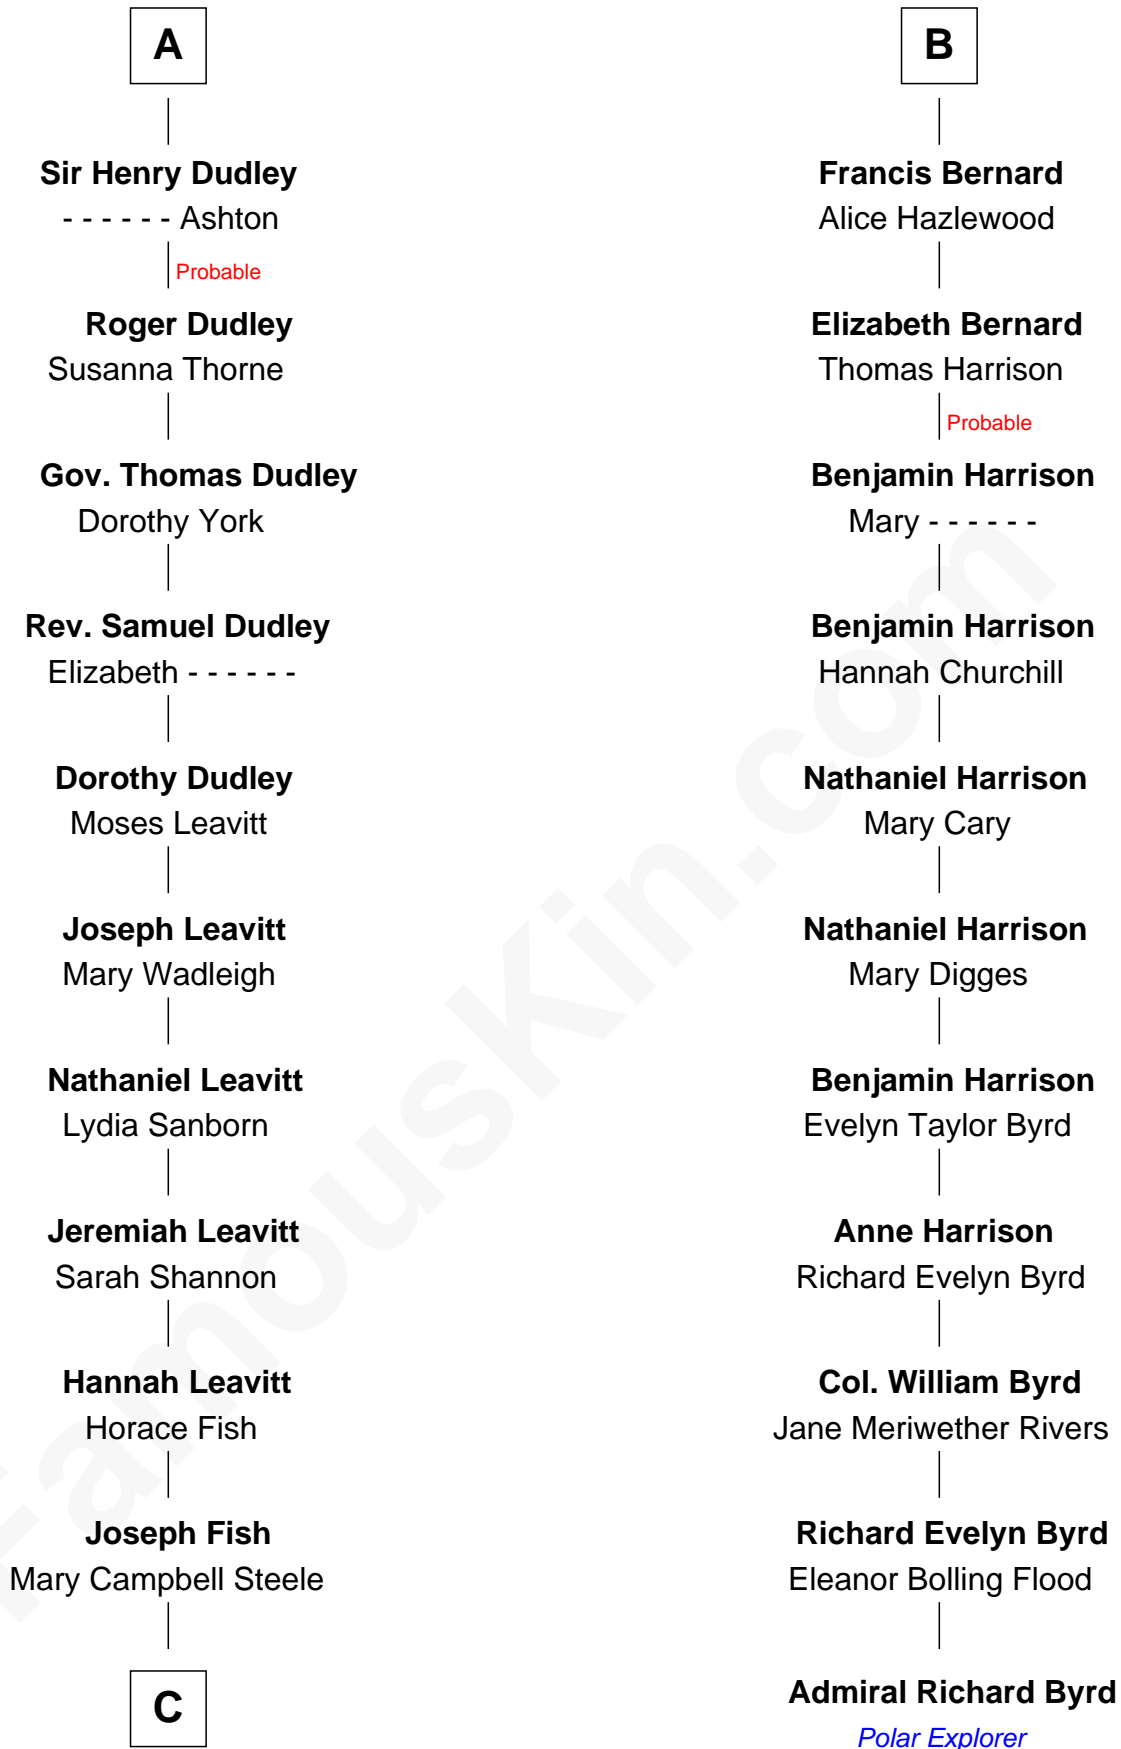 A
Sir Henry Dudley
- - - - - - Ashton
Probable
Roger Dudley
Susanna Thorne
Gov. Thomas Dudley
Dorothy York
Rev. Samuel Dudley
Elizabeth - - - - - -
Dorothy Dudley
Moses Leavitt
Joseph Leavitt
Mary Wadleigh
Nathaniel Leavitt
Lydia Sanborn
Jeremiah Leavitt
Sarah Shannon
Hannah Leavitt
Horace Fish
Joseph Fish
Mary Campbell Steele
C
B
Francis Bernard
Alice Hazlewood
Elizabeth Bernard
Thomas Harrison
Probable
Benjamin Harrison
Mary - - - - - -
Benjamin Harrison
Hannah Churchill
Nathaniel Harrison
Mary Cary
Nathaniel Harrison
Mary Digges
Benjamin Harrison
Evelyn Taylor Byrd
Anne Harrison
Richard Evelyn Byrd
Col. William Byrd
Jane Meriwether Rivers
Richard Evelyn Byrd
Eleanor Bolling Flood
Admiral Richard Byrd
Polar Explorer
FamousKin.com